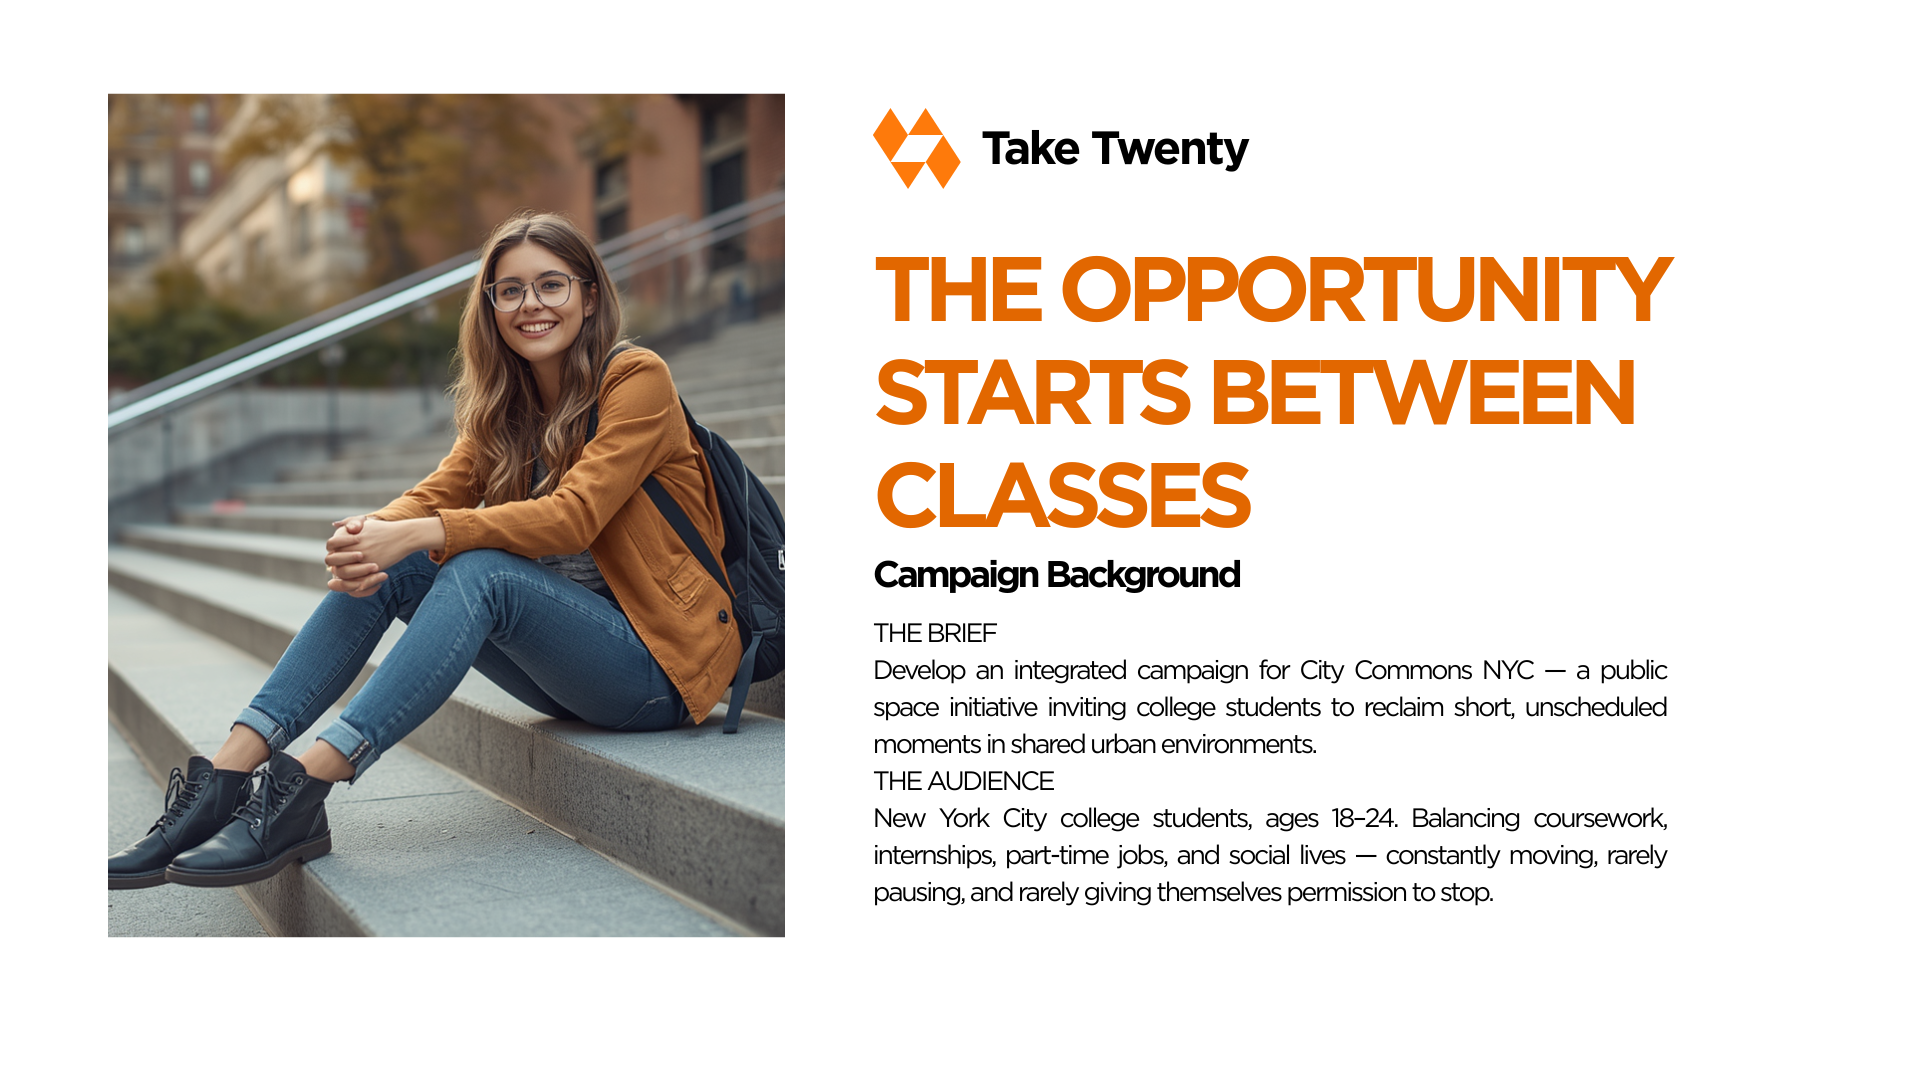 Take Twenty
THE OPPORTUNITY
STARTS BETWEEN
CLASSES
Campaign Background
THE BRIEF
Develop an integrated campaign for City Commons NYC — a public
space initiative inviting college students to reclaim short, unscheduled
moments in shared urban environments.
THE AUDIENCE
New York City college students, ages 18–24. Balancing coursework,
internships, part-time jobs, and social lives — constantly moving, rarely
pausing, and rarely giving themselves permission to stop.